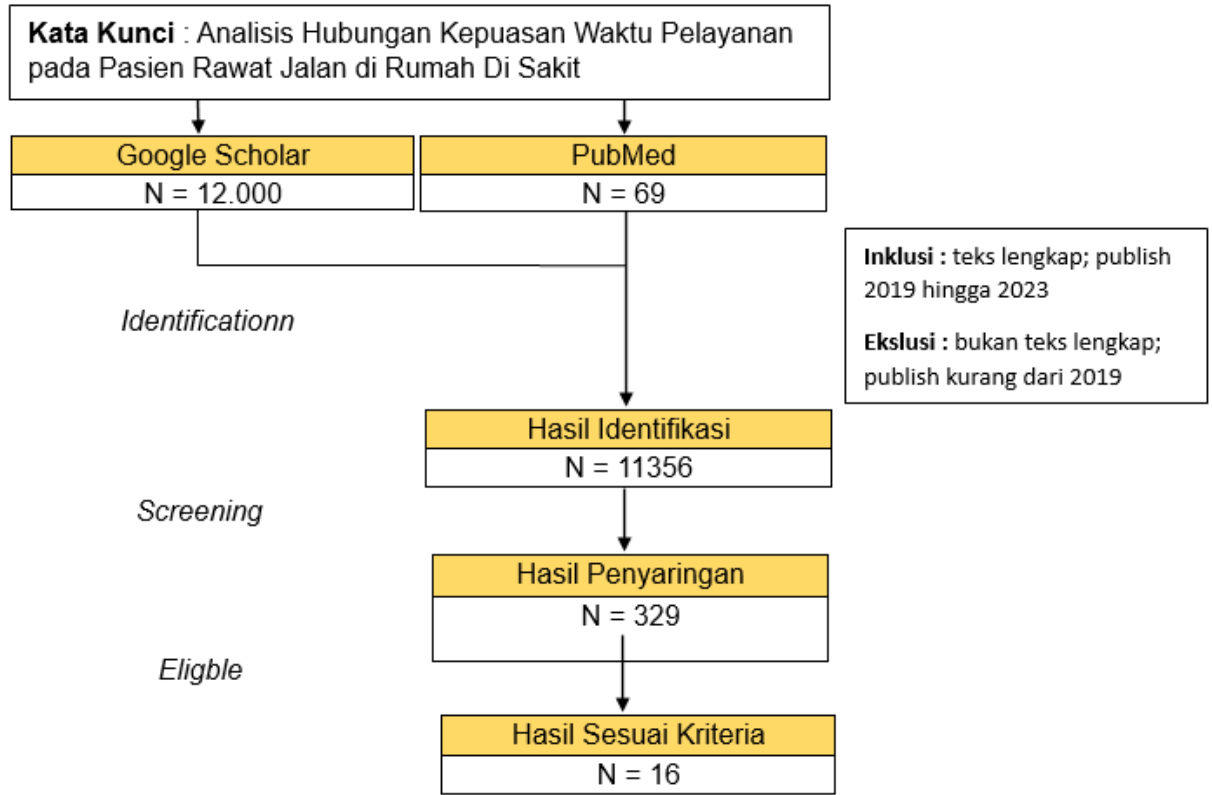 Kata Kunci : Analisis Hubungan Kepuasan Waktu Pelayanan
pada Pasien Rawat Jalan di Rumah Di Sakit
Google Scholar
N = 12.000
PubMed
N = 69
Inklusi : teks lengkap; publish
2019 hingga 2023
Ekslusi : bukan teks lengkap;
publish kurang dari 2019
Identificationn
Hasil Identifikasi
N = 11356
Screening
Hasil Penyaringan
N = 329
Eligble
Hasil Sesuai Kriteria
N = 16